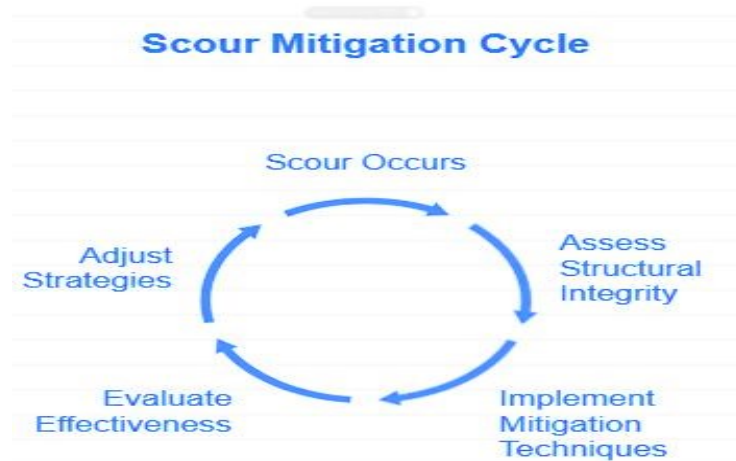 Scour Mitigation Cycle
Scour Occurs
Assess
Structural
Integrity
Implement
Mitigation
Techniques
Evaluate
Effectiveness
Adjust
Strategies